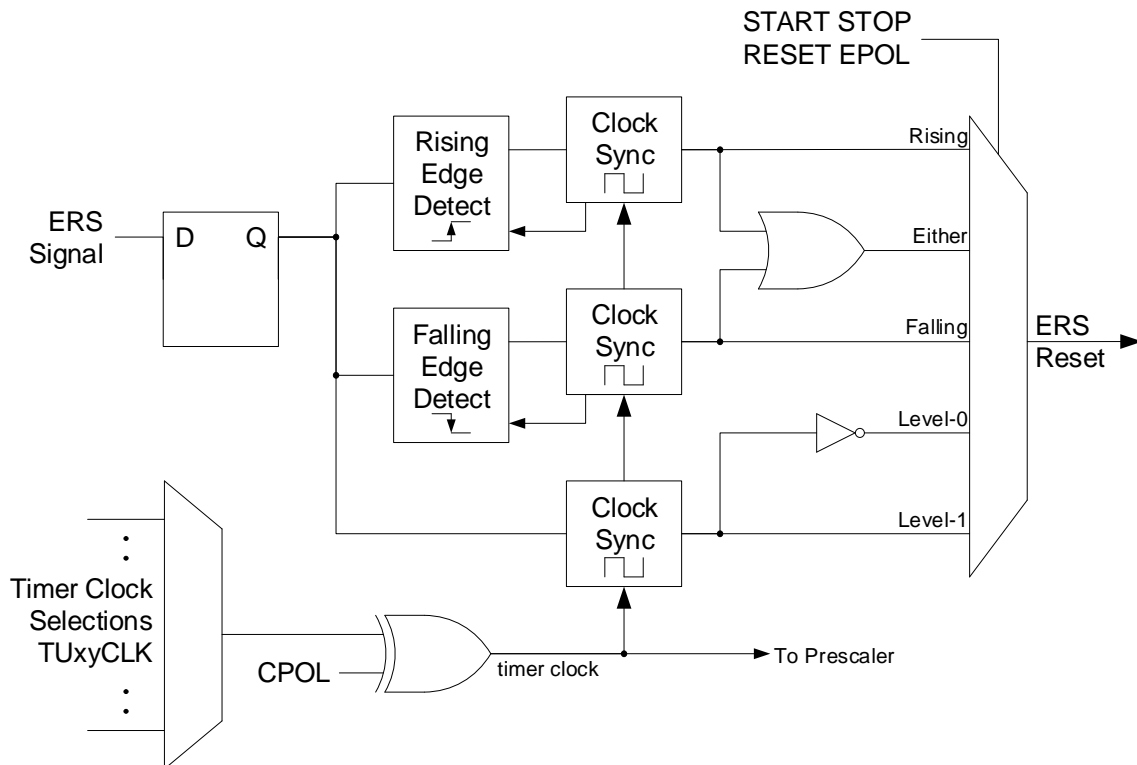 START STOP
RESET EPOL
Rising
Edge
Detect
Clock
Sync
Rising
ERS
Signal
D Q
Either
Falling
Edge
Detect
Clock
Sync
Falling
ERS
Reset
Level-0
Clock
Sync
Level-1
Timer Clock
Selections
TUxyCLK
CPOL
timer clock
To Prescaler